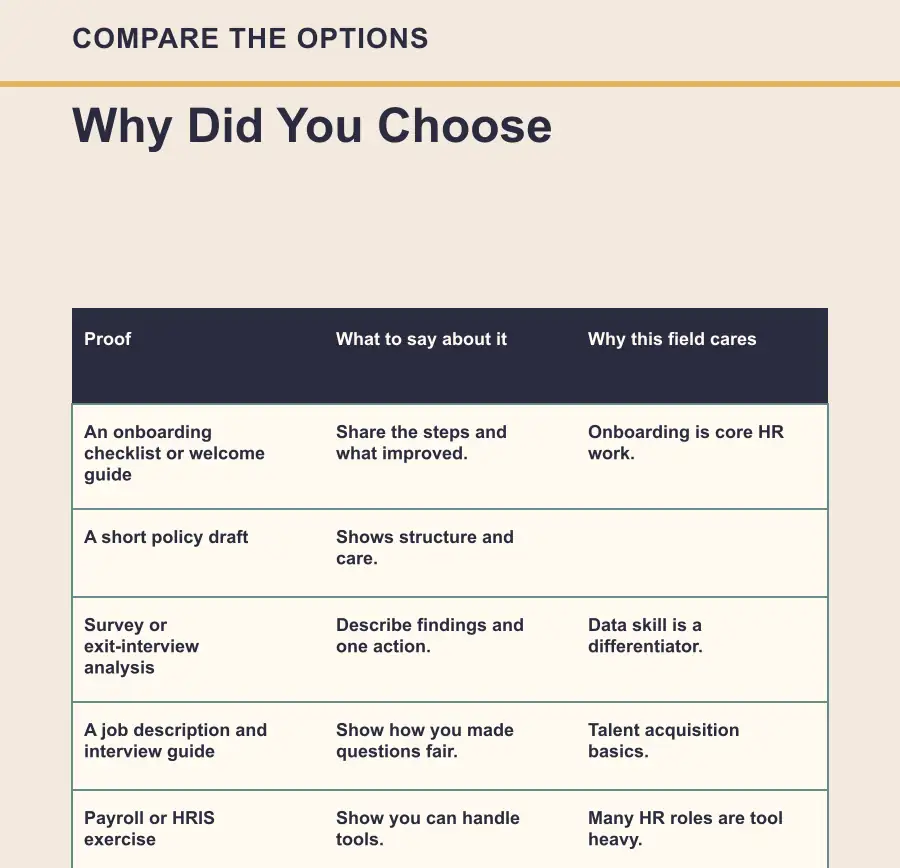 COMPARE THE OPTIONS
Why Did You Choose
Proof
What to say about it
Why this field cares
An onboarding
checklist or welcome
guide
Share the steps and
what improved.
Onboarding is core HR
work.
A short policy draft
Shows structure and
care.
Survey or
exit-interview
analysis
Describe findings and
one action.
Data skill is a
differentiator.
A job description and
interview guide
Show how you made
questions fair.
Talent acquisition
basics.
Payroll or HRIS
exercise
Show you can handle
tools.
Many HR roles are tool
heavy.